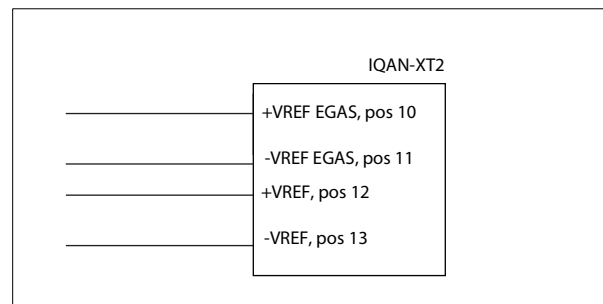 IQAN-XT2
+VREF EGAS, pos 10
-VREF EGAS, pos 11
+VREF, pos 12
-VREF, pos 13